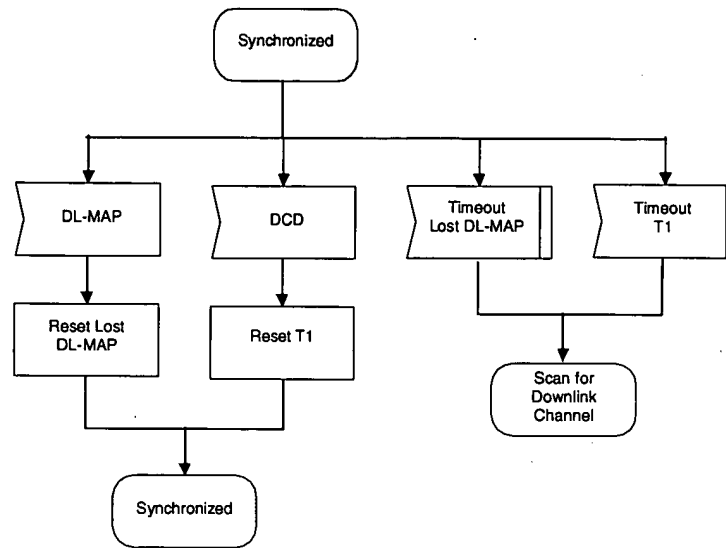 Synchronized
DL-MAP
DCD
Timeout
Lost DL-MAP
Timeout
T1
Reset Lost
DL-MAP
Reset T1
Scan for
Downlink
Channel
Synchronized